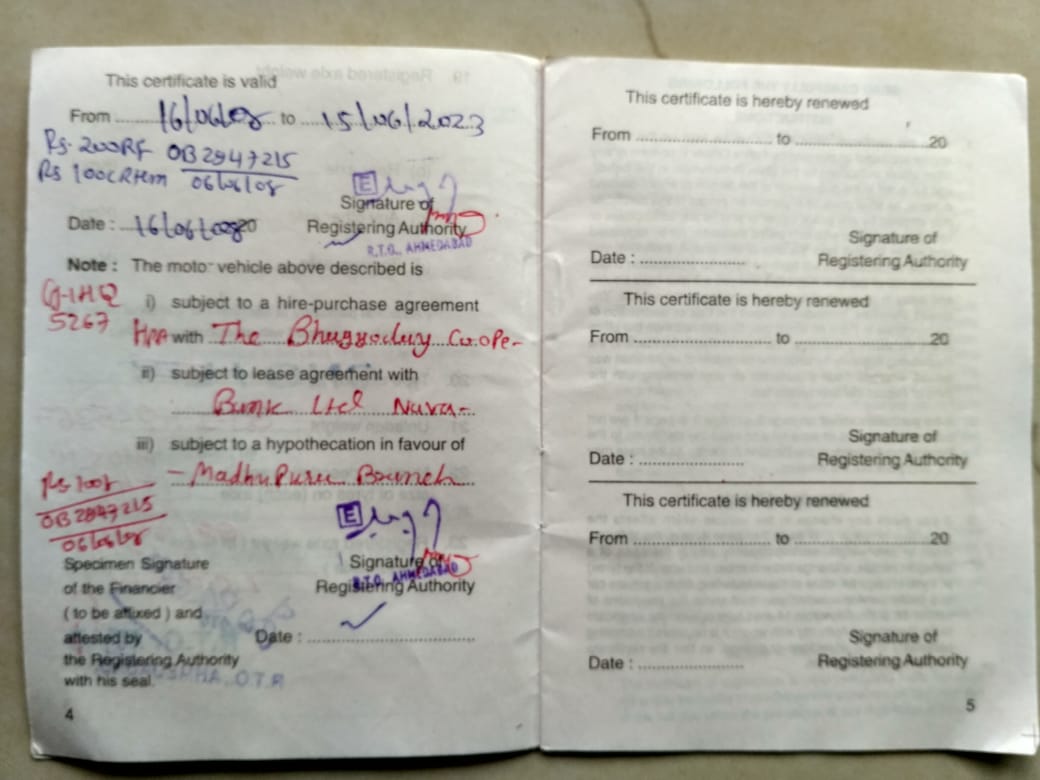 This certificate is valid
From 16/06/08 to 15/06/2023
Rs. 200RF OB 2947215
Rs 100 06/06/08
Signature of
Date : 16/06/2008 20 Registering Authority
R.T.O., AHMEDABAD
Note : The motor vehicle above described is
G-1HQ
5267
i) subject to a hire-purchase agreement
HPA with The Co.ope-
ii) subject to lease agreement with
Bank Ltd Nava-
iii) subject to a hypothecation in favour of
- Madhupura Branch
Rs 100/
OB 2847215
06/06/08
Signature of
R.T.O. AHMEDABAD
Registering Authority
Specimen Signature
of the Financier
( to be affixed ) and
attested by Date :
the Registering Authority
with his seal.
4
This certificate is hereby renewed
From to 20
Signature of
Date : Registering Authority
This certificate is hereby renewed
From to 20
Signature of
Date : Registering Authority
This certificate is hereby renewed
From to 20
Signature of
Date : Registering Authority
5